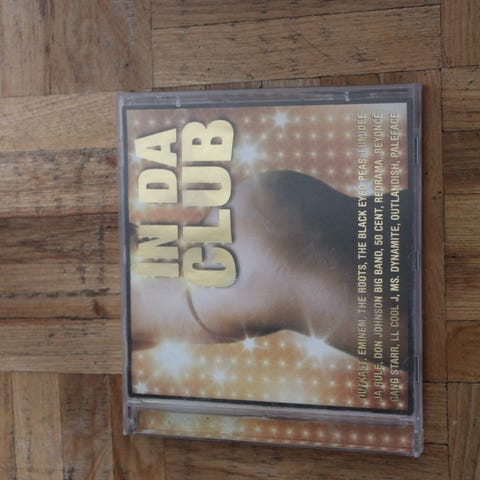 IN DA
CLUB
OUTKAST, EMINEM, THE ROOTS, THE BLACK EYED PEAS, LUMIDEE
JA RULE, DON JOHNSON BIG BAND, 50 CENT, REDRAMA, BEYONCÉ
GANG STARR, LL COOL J, MS. DYNAMITE, OUTLANDISH, PALEFACE